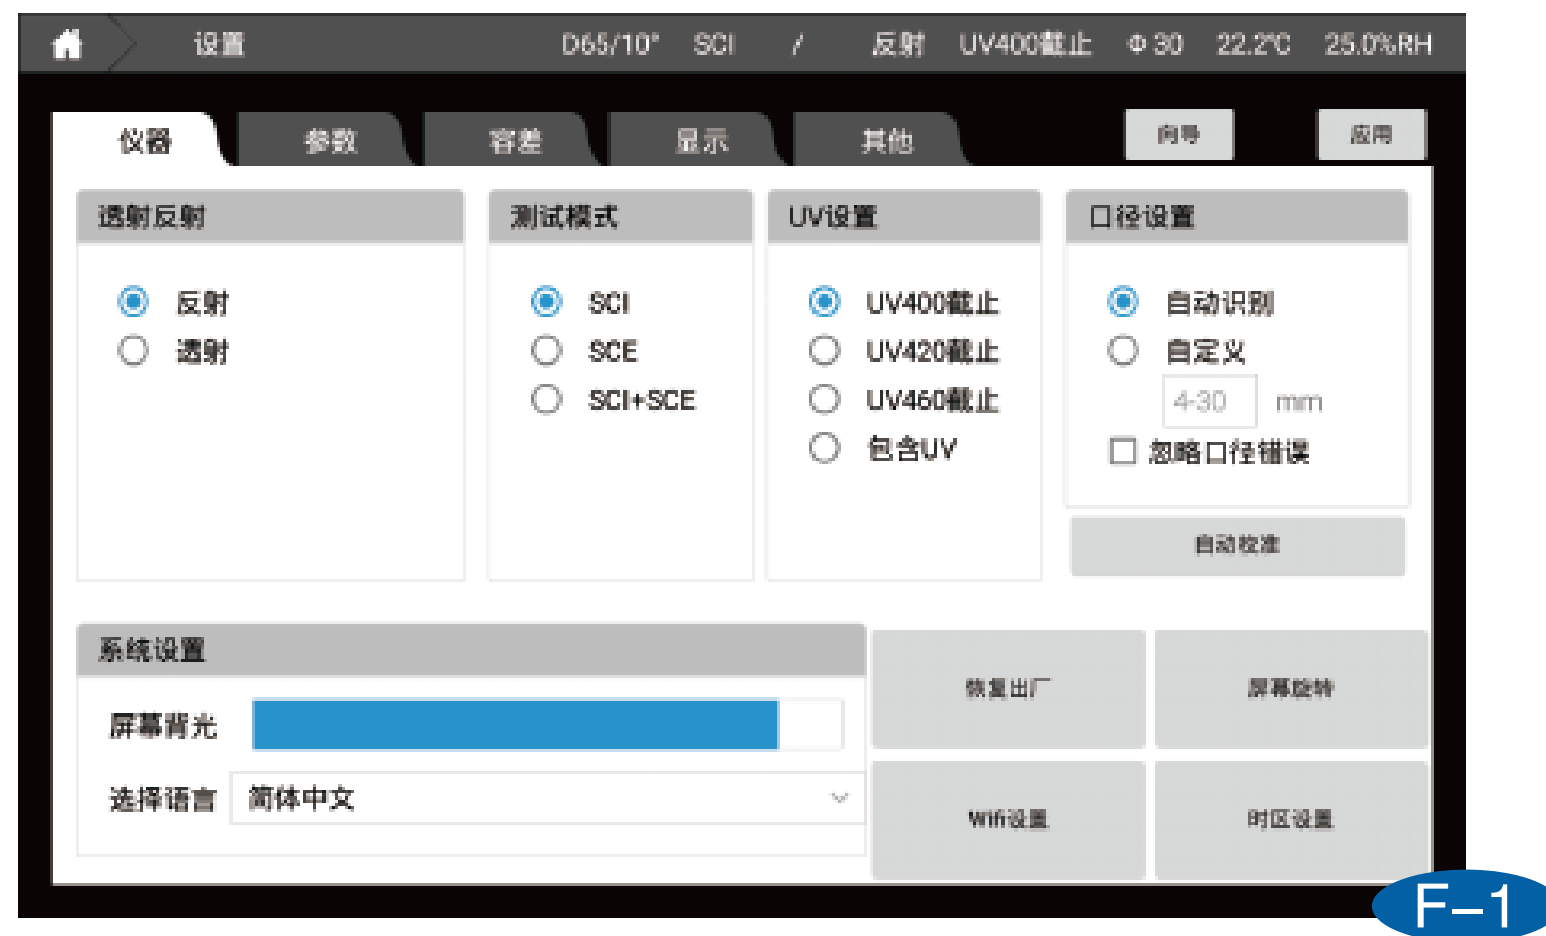 设置 D65/10° SCI / 反射 UV400截止 Φ30 22.2℃ 25.0%RH
仪器 参数 容差 显示 其他 向导 应用
透射反射 测试模式 UV设置 口径设置
反射 SCI UV400截止 自动识别
透射 SCE UV420截止 自定义
SCI+SCE UV460截止 4-30 mm
包含UV 忽略口径错误
自动校准
系统设置
恢复出厂 屏幕旋转
屏幕背光
选择语言 简体中文
Wifi设置 时区设置
F-1